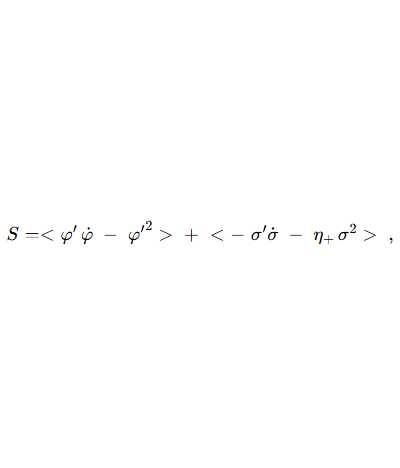 S =< φ′ φ̇ − φ′² > + < − σ′σ̇ − η₊ σ² > ,